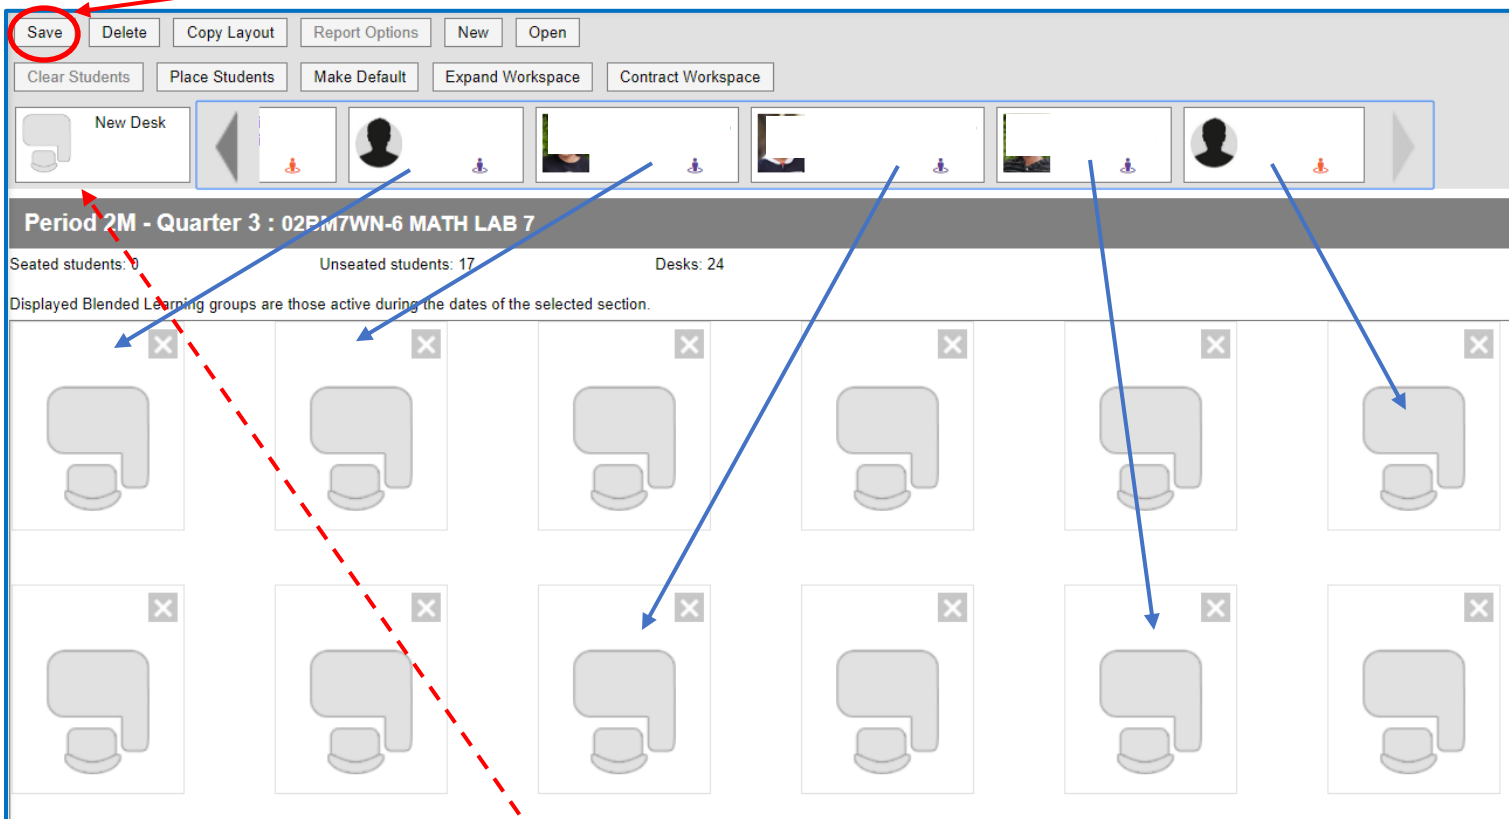 Save Delete Copy Layout Report Options New Open
Clear Students Place Students Make Default Expand Workspace Contract Workspace
New Desk
Period 2M - Quarter 3 : 02RM7WN-6 MATH LAB 7
Seated students: 0 Unseated students: 17 Desks: 24
Displayed Blended Learning groups are those active during the dates of the selected section.